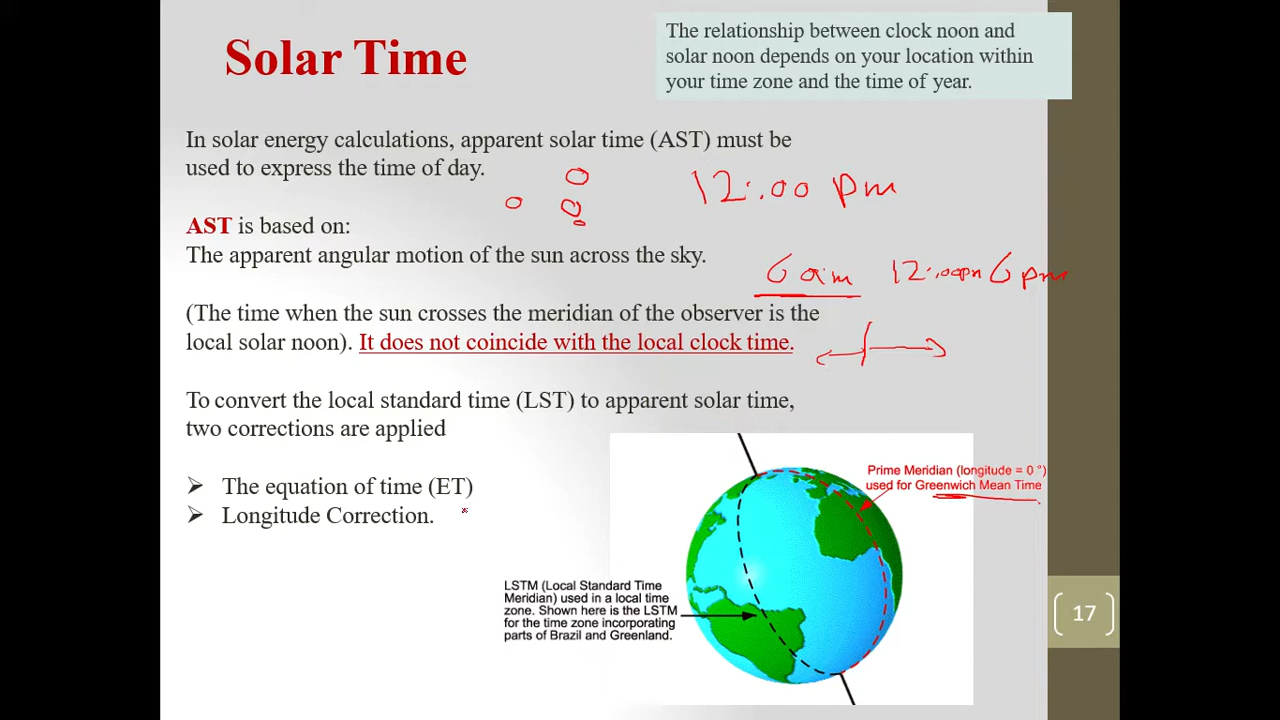 Solar Time
The relationship between clock noon and
solar noon depends on your location within
your time zone and the time of year.
In solar energy calculations, apparent solar time (AST) must be
used to express the time of day.
12:00 pm
AST is based on:
The apparent angular motion of the sun across the sky.
6 am 12:00pm 6 pm
(The time when the sun crosses the meridian of the observer is the
local solar noon). It does not coincide with the local clock time.
To convert the local standard time (LST) to apparent solar time,
two corrections are applied
➢ The equation of time (ET)
➢ Longitude Correction.
Prime Meridian (longitude = 0 °)
used for Greenwich Mean Time
LSTM (Local Standard Time
Meridian) used in a local time
zone. Shown here is the LSTM
for the time zone incorporating
parts of Brazil and Greenland.
17